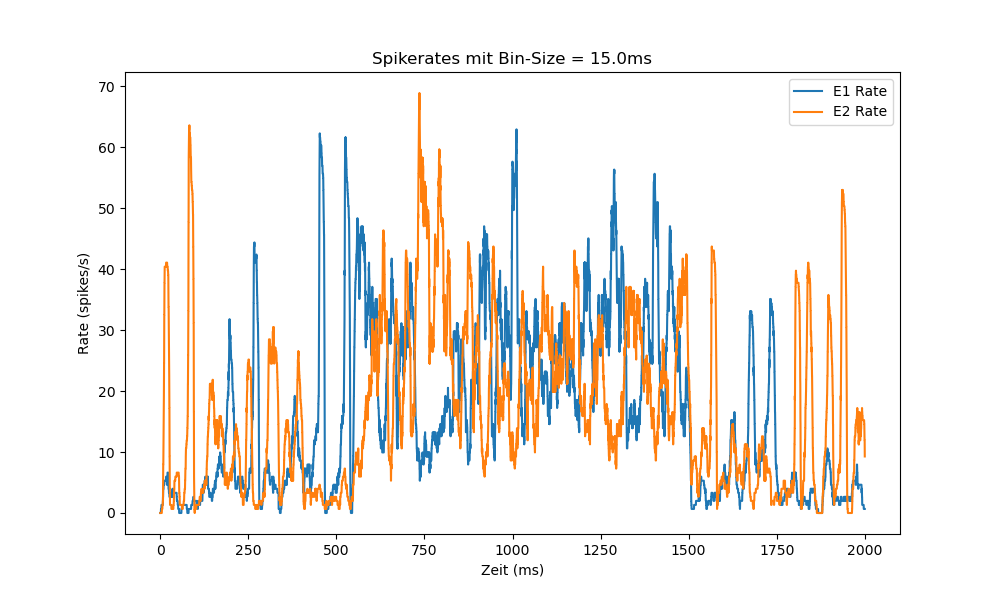 Spikerates mit Bin-Size = 15.0ms
E1 Rate
E2 Rate
70
60
50
40
30
20
10
0
Rate (spikes/s)
0 250 500 750 1000 1250 1500 1750 2000
Zeit (ms)